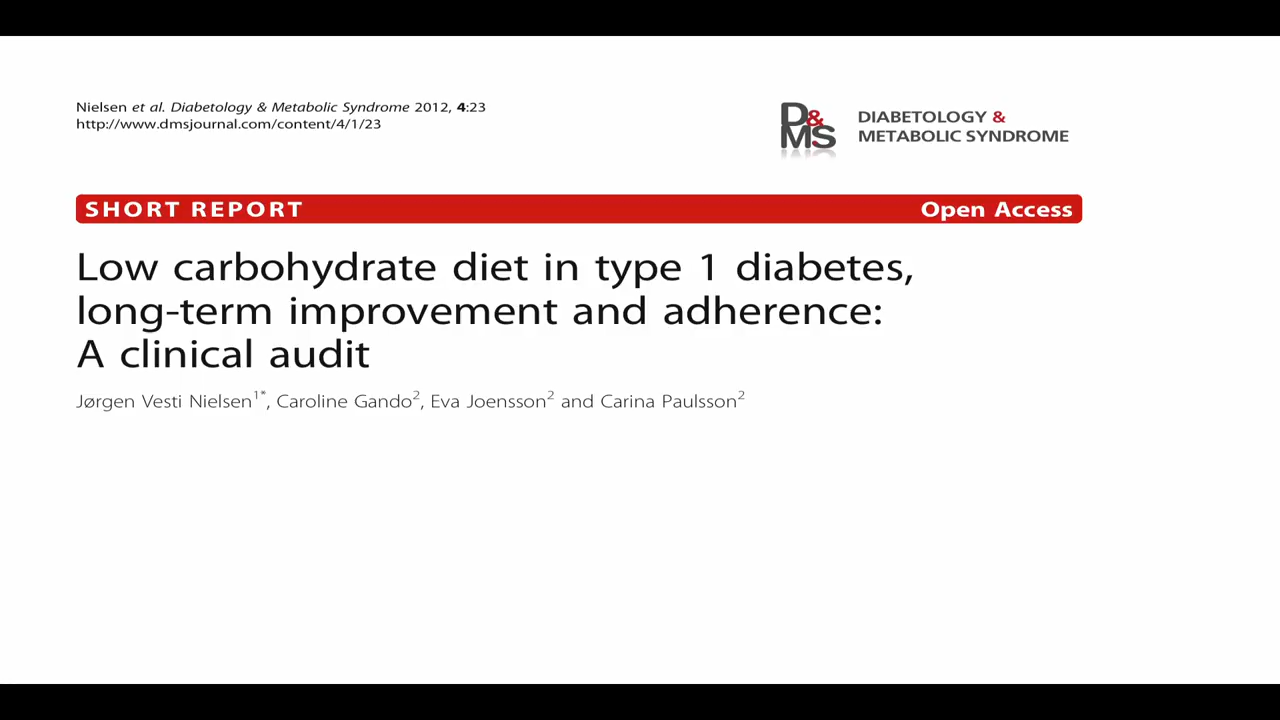 Nielsen et al. Diabetology & Metabolic Syndrome 2012, 4:23
http://www.dmsjournal.com/content/4/1/23
D&MS
DIABETOLOGY &
METABOLIC SYNDROME
SHORT REPORT
Open Access
Low carbohydrate diet in type 1 diabetes,
long-term improvement and adherence:
A clinical audit
Jørgen Vesti Nielsen1*, Caroline Gando2, Eva Joensson2 and Carina Paulsson2